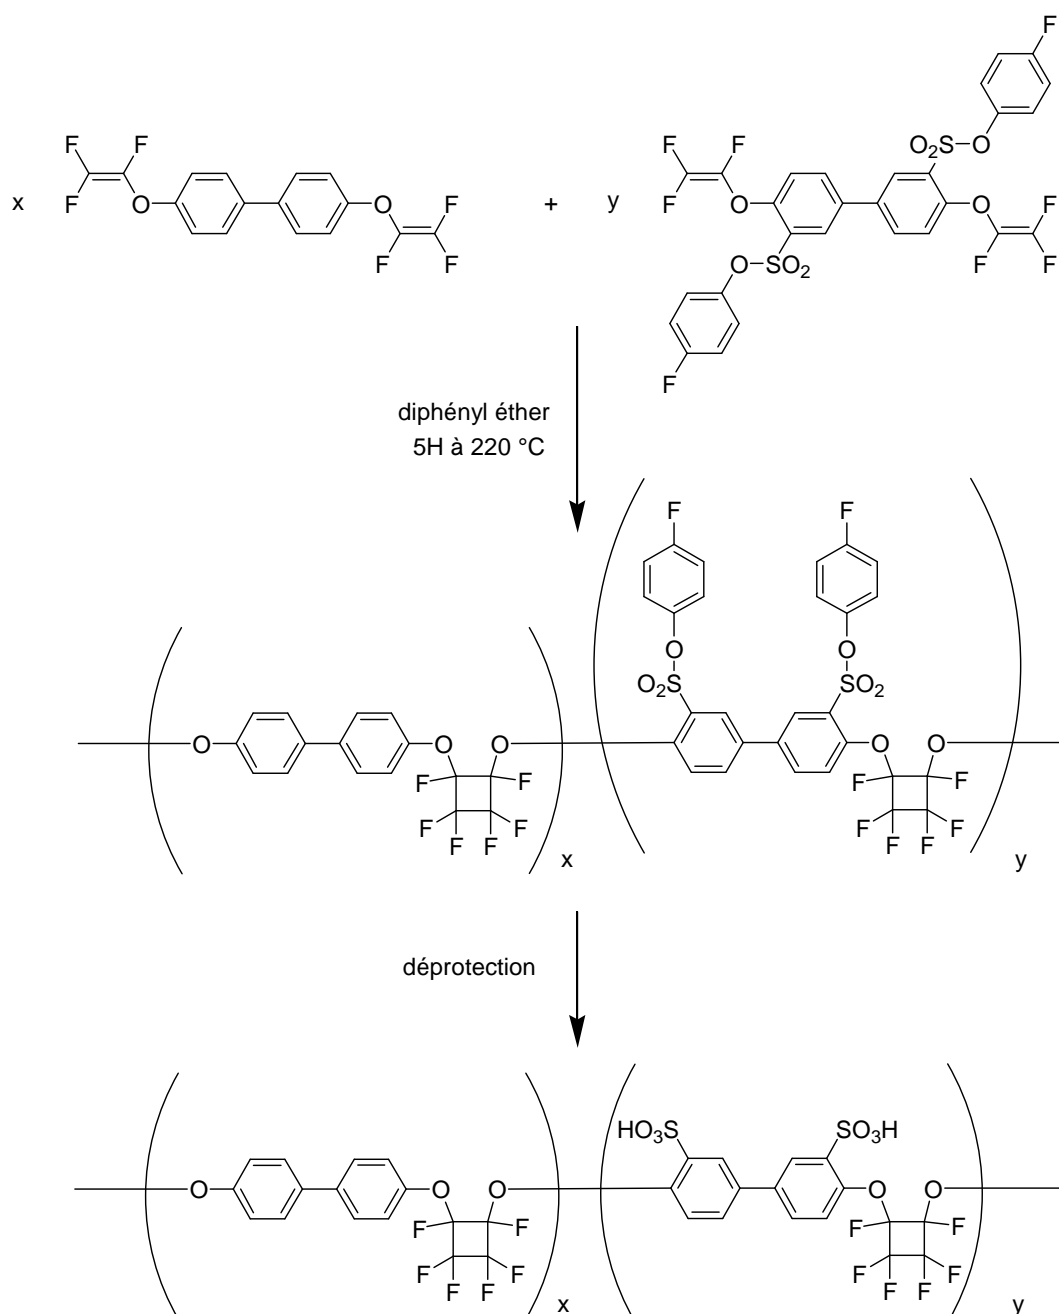 F
F F F F O₂S O
x F O O F + y F O O F
F F F F
O SO₂
F
diphényl éther
5H à 220 °C
F F
O O
O₂S SO₂
O O O O O
F F F F
F F F F
F F F F
x y
déprotection
HO₃S SO₃H
O O O O O
F F F F
F F F F
F F F F
x y